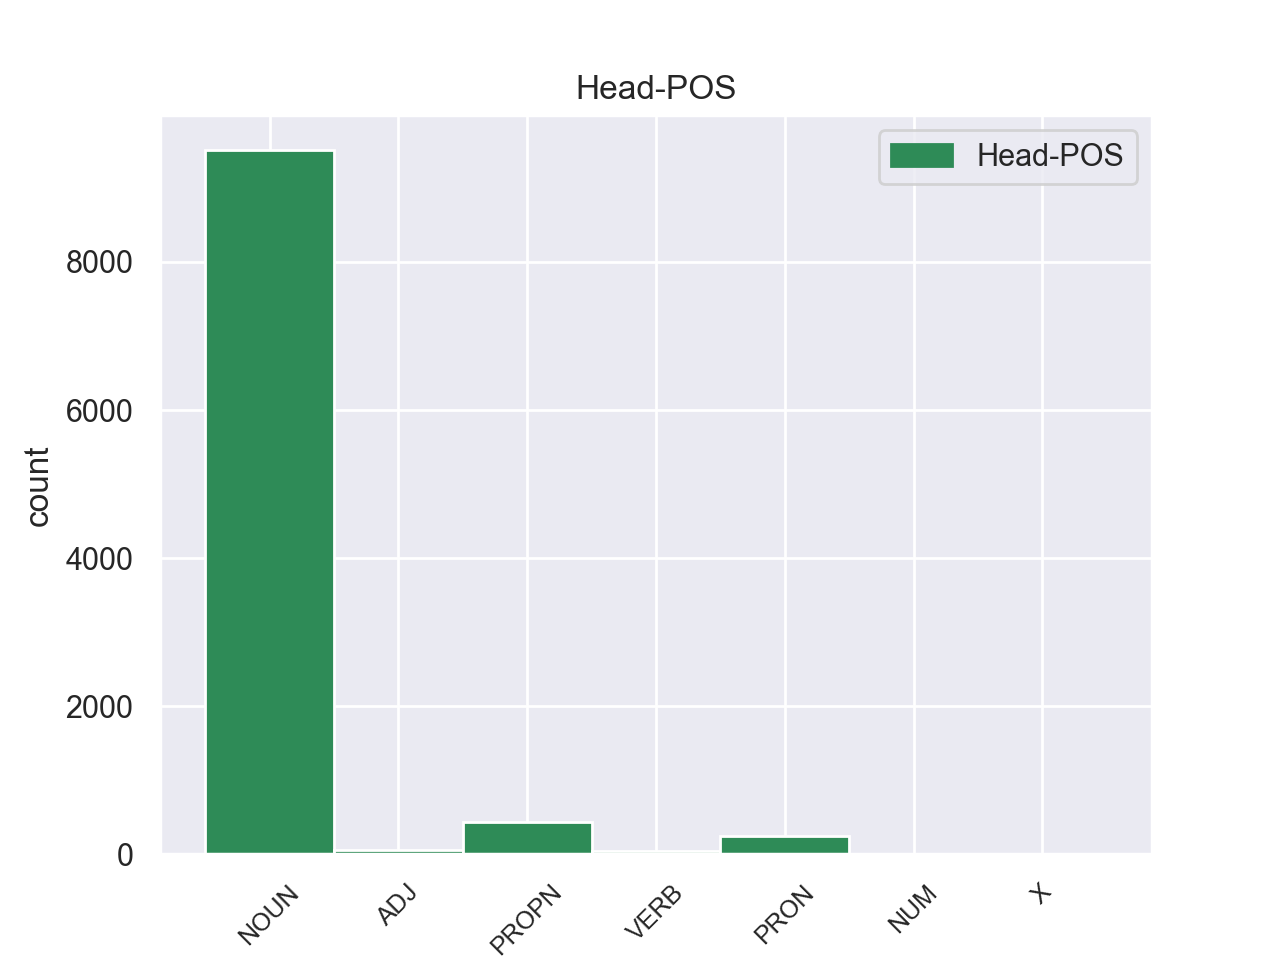 Head-POS
Head-POS
8000
6000
4000
2000
0
count
NOUN
ADJ
PROPN
VERB
PRON
NUM
X